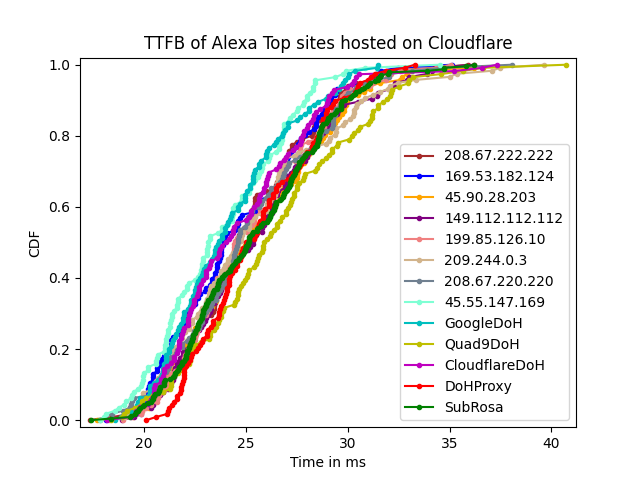 TTFB of Alexa Top sites hosted on Cloudflare
1.0
0.8
0.6
0.4
0.2
0.0
CDF
208.67.222.222
169.53.182.124
45.90.28.203
149.112.112.112
199.85.126.10
209.244.0.3
208.67.220.220
45.55.147.169
GoogleDoH
Quad9DoH
CloudflareDoH
DoHProxy
SubRosa
20
25
30
35
40
Time in ms